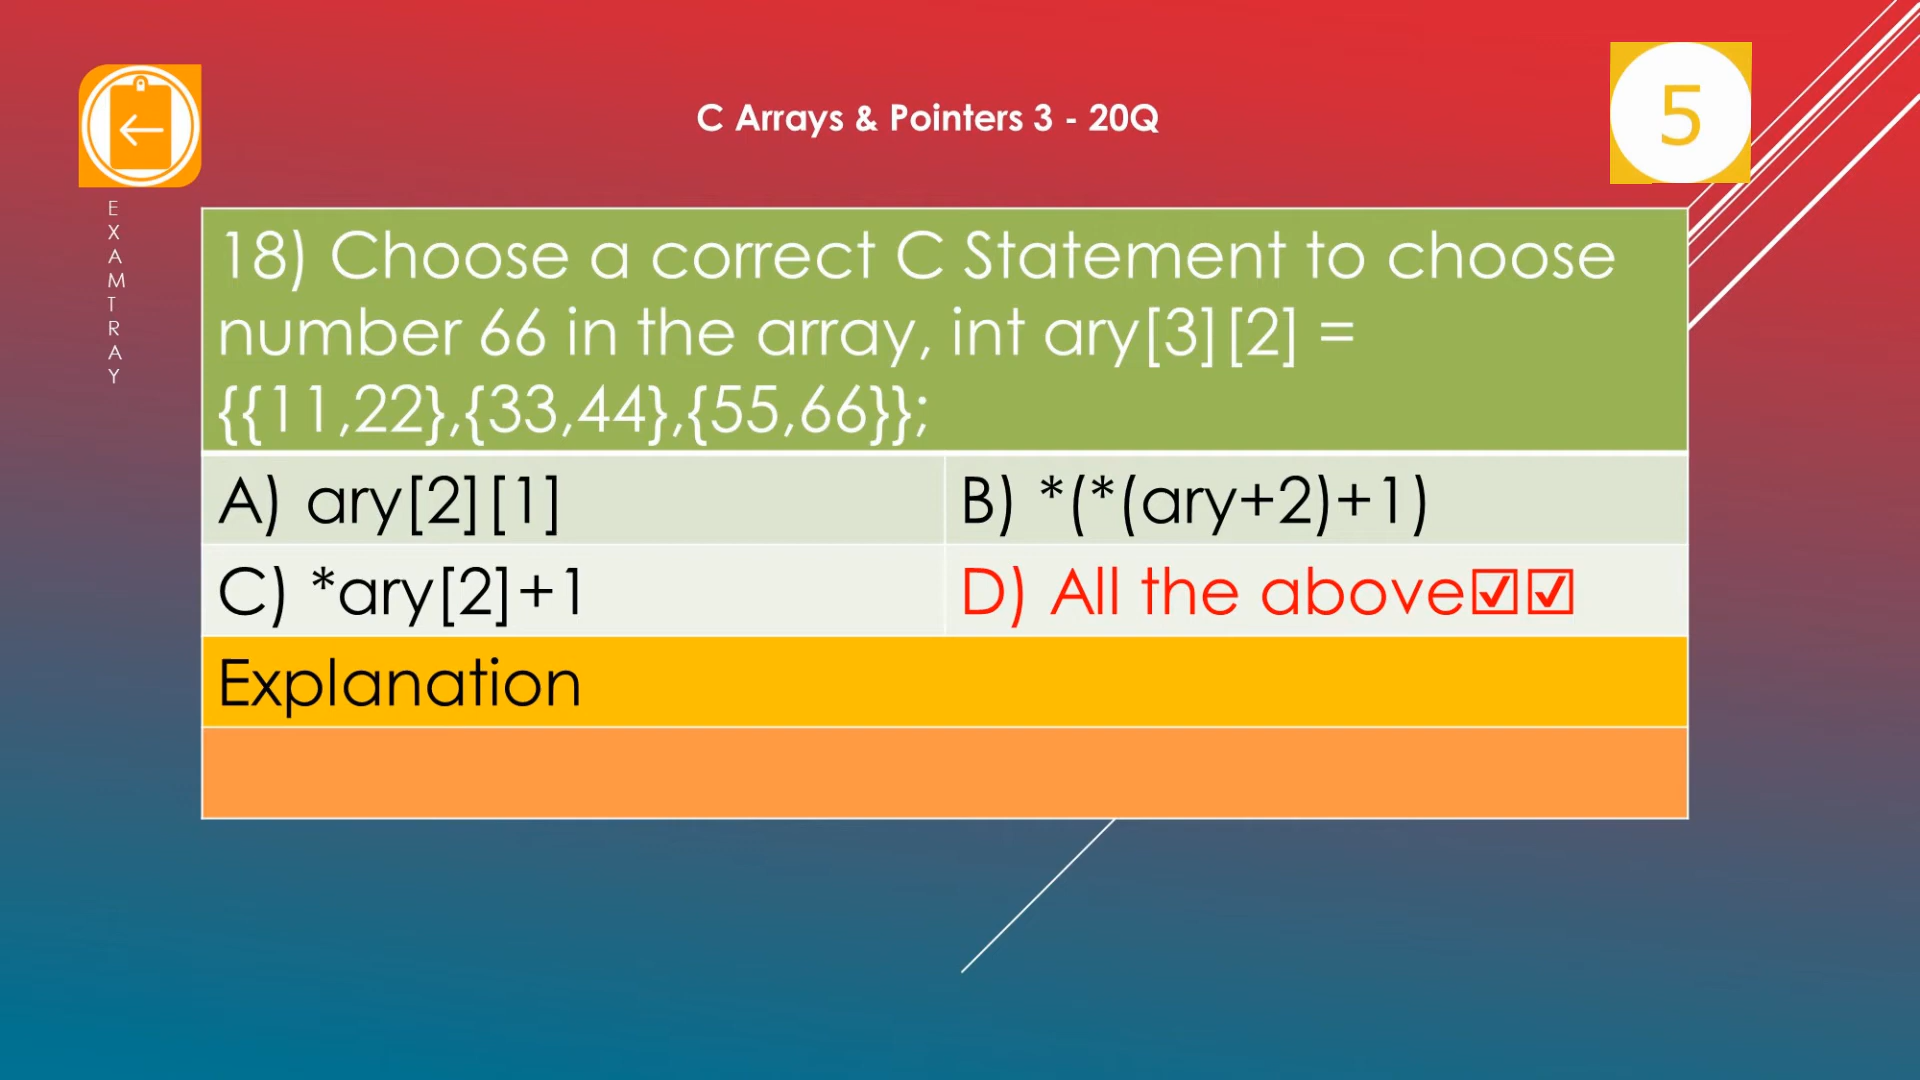 C Arrays & Pointers 3 - 20Q
5
E
X
A
M
T
R
A
Y
18) Choose a correct C Statement to choose
number 66 in the array, int ary[3][2] =
{{11,22},{33,44},{55,66}};
A) ary[2][1]
B) *(*(ary+2)+1)
C) *ary[2]+1
D) All the above☑☑
Explanation